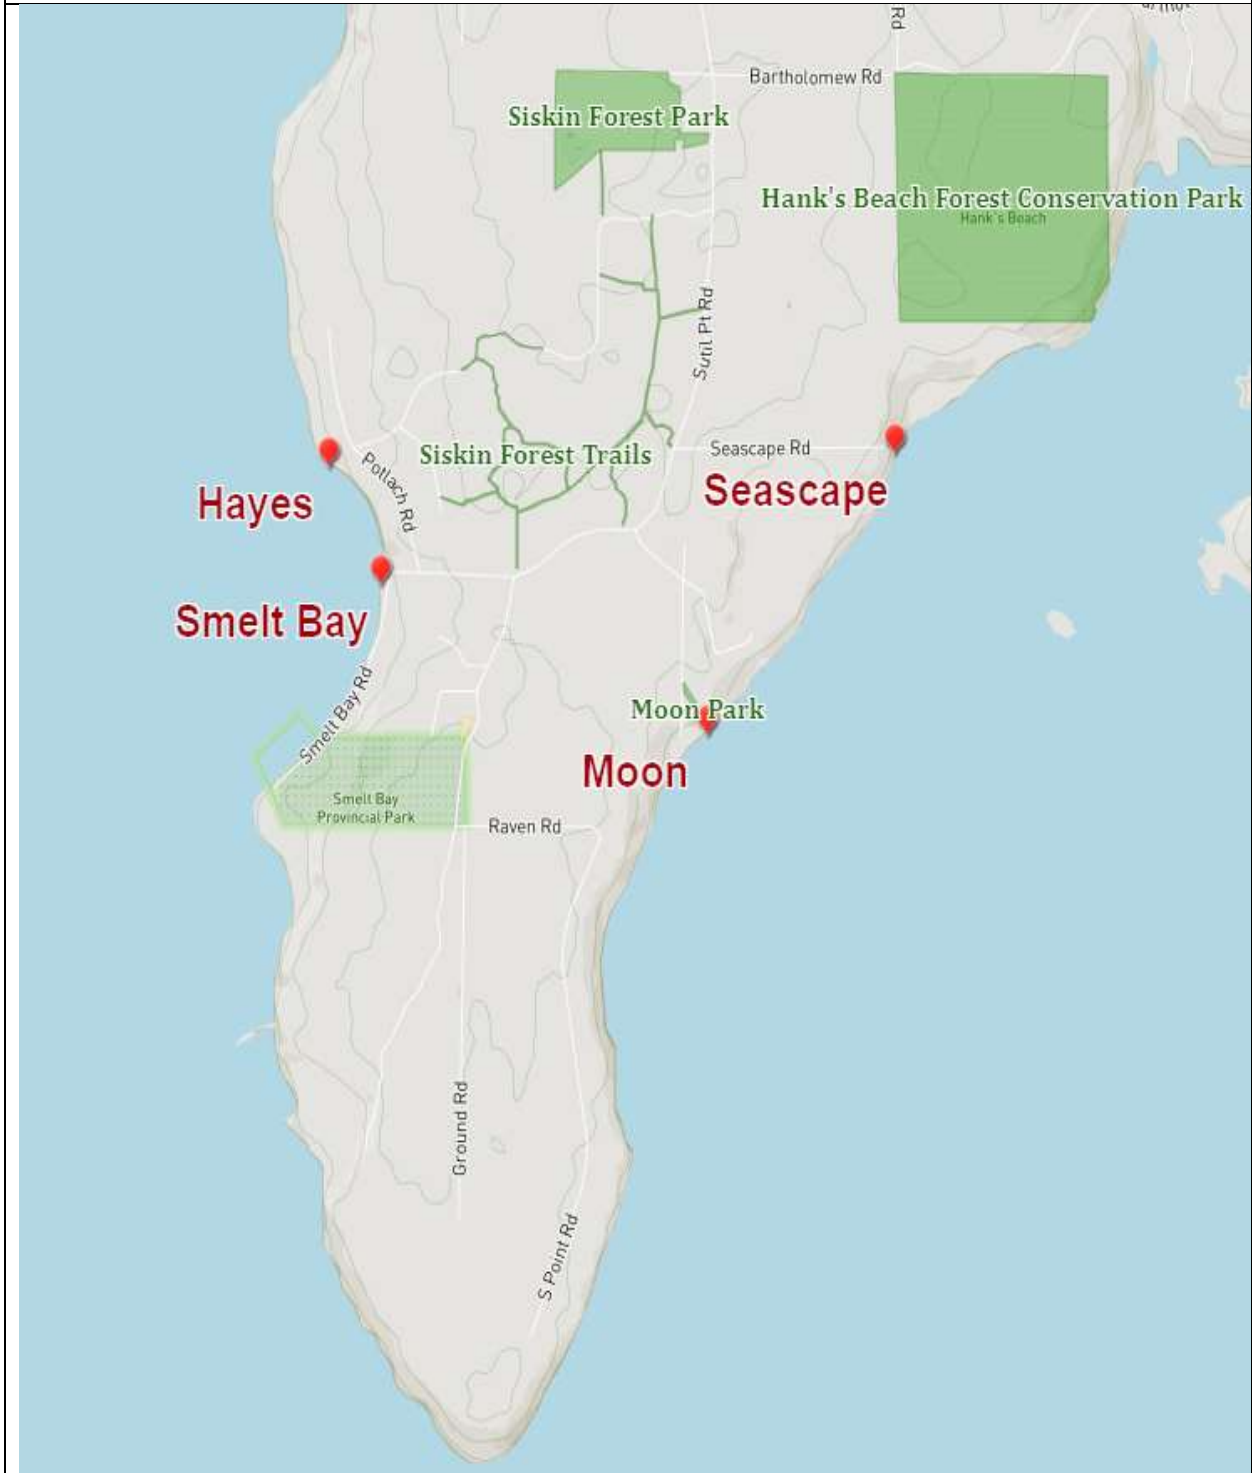 Rd
Bartholomew Rd
Siskin Forest Park
Hank's Beach Forest Conservation Park
Hank's Beach
Sutil Pt Rd
Siskin Forest Trails
Seascape Rd
Seascape
Potlach Rd
Hayes
Smelt Bay
Smelt Bay Rd
Moon Park
Moon
Smelt Bay
Provincial Park
Raven Rd
Ground Rd
S Point Rd